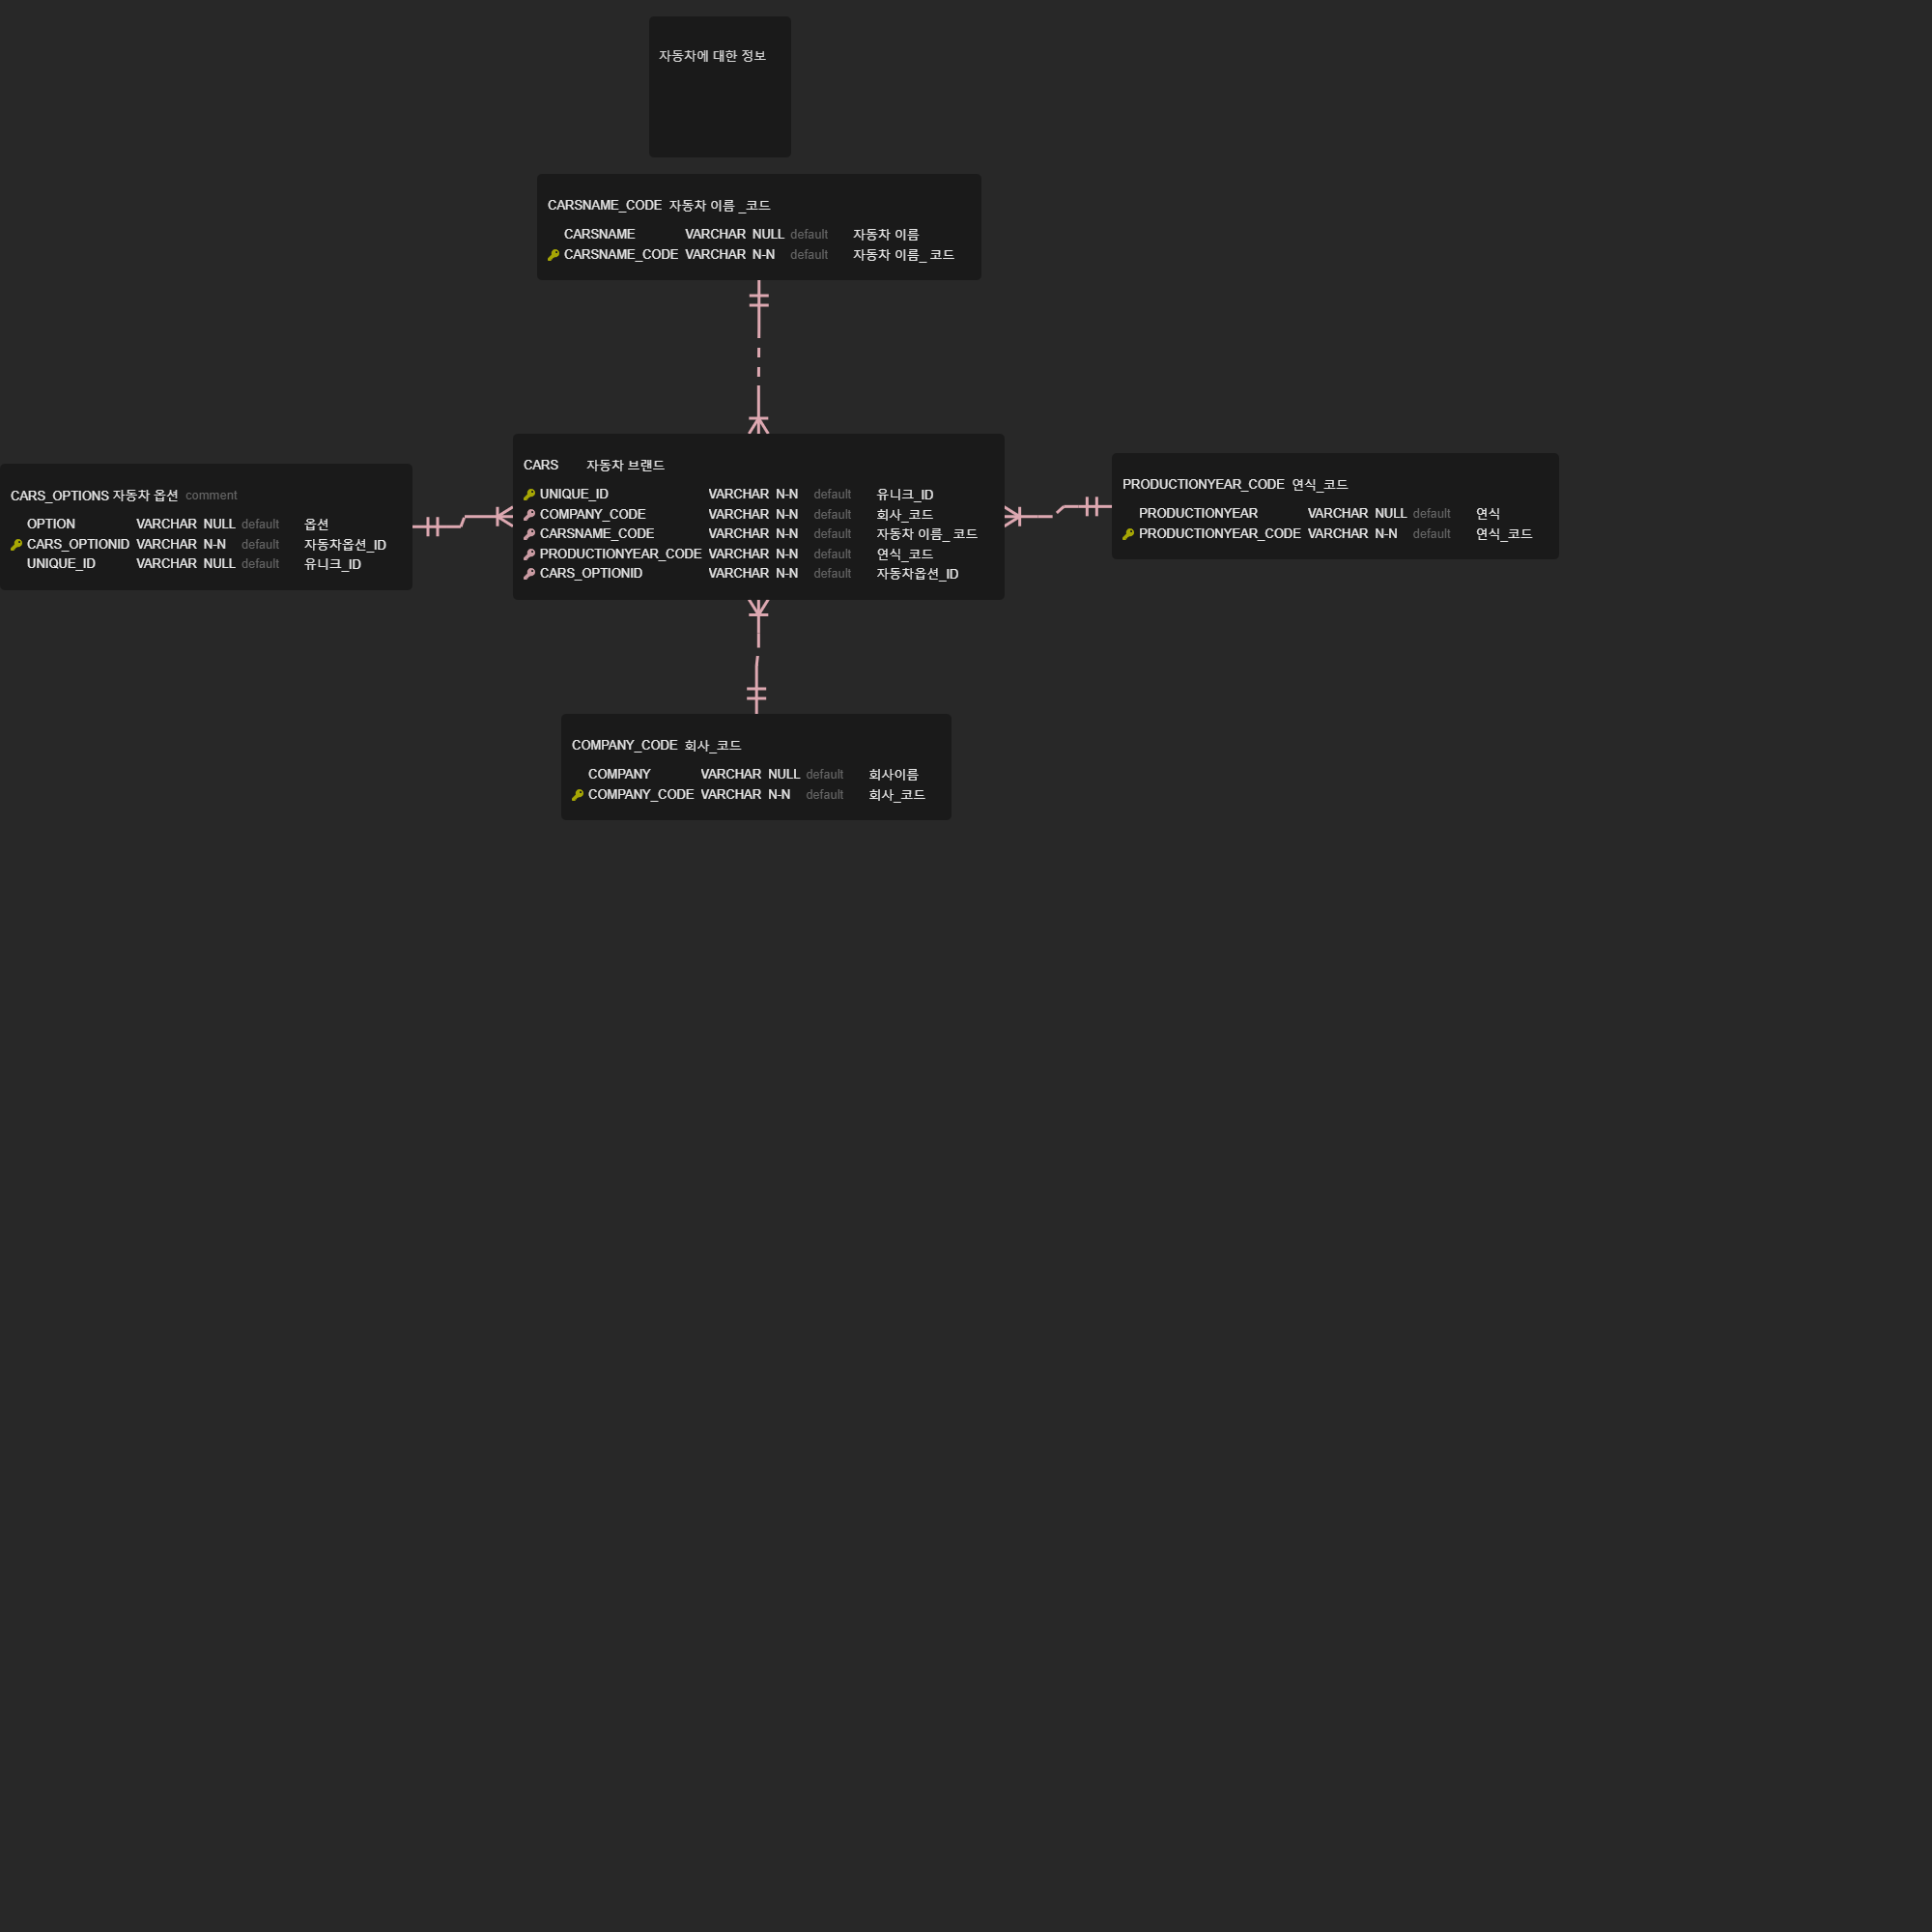 자동차에 대한 정보
CARSNAME_CODE 자동차 이름 _코드
CARSNAME VARCHAR NULL default 자동차 이름
CARSNAME_CODE VARCHAR N-N default 자동차 이름_ 코드
CARS_OPTIONS 자동차 옵션 comment
OPTION VARCHAR NULL default 옵션
CARS_OPTIONID VARCHAR N-N default 자동차옵션_ID
UNIQUE_ID VARCHAR NULL default 유니크_ID
CARS 자동차 브랜드
UNIQUE_ID VARCHAR N-N default 유니크_ID
COMPANY_CODE VARCHAR N-N default 회사_코드
CARSNAME_CODE VARCHAR N-N default 자동차 이름_ 코드
PRODUCTIONYEAR_CODE VARCHAR N-N default 연식_코드
CARS_OPTIONID VARCHAR N-N default 자동차옵션_ID
PRODUCTIONYEAR_CODE 연식_코드
PRODUCTIONYEAR VARCHAR NULL default 연식
PRODUCTIONYEAR_CODE VARCHAR N-N default 연식_코드
COMPANY_CODE 회사_코드
COMPANY VARCHAR NULL default 회사이름
COMPANY_CODE VARCHAR N-N default 회사_코드